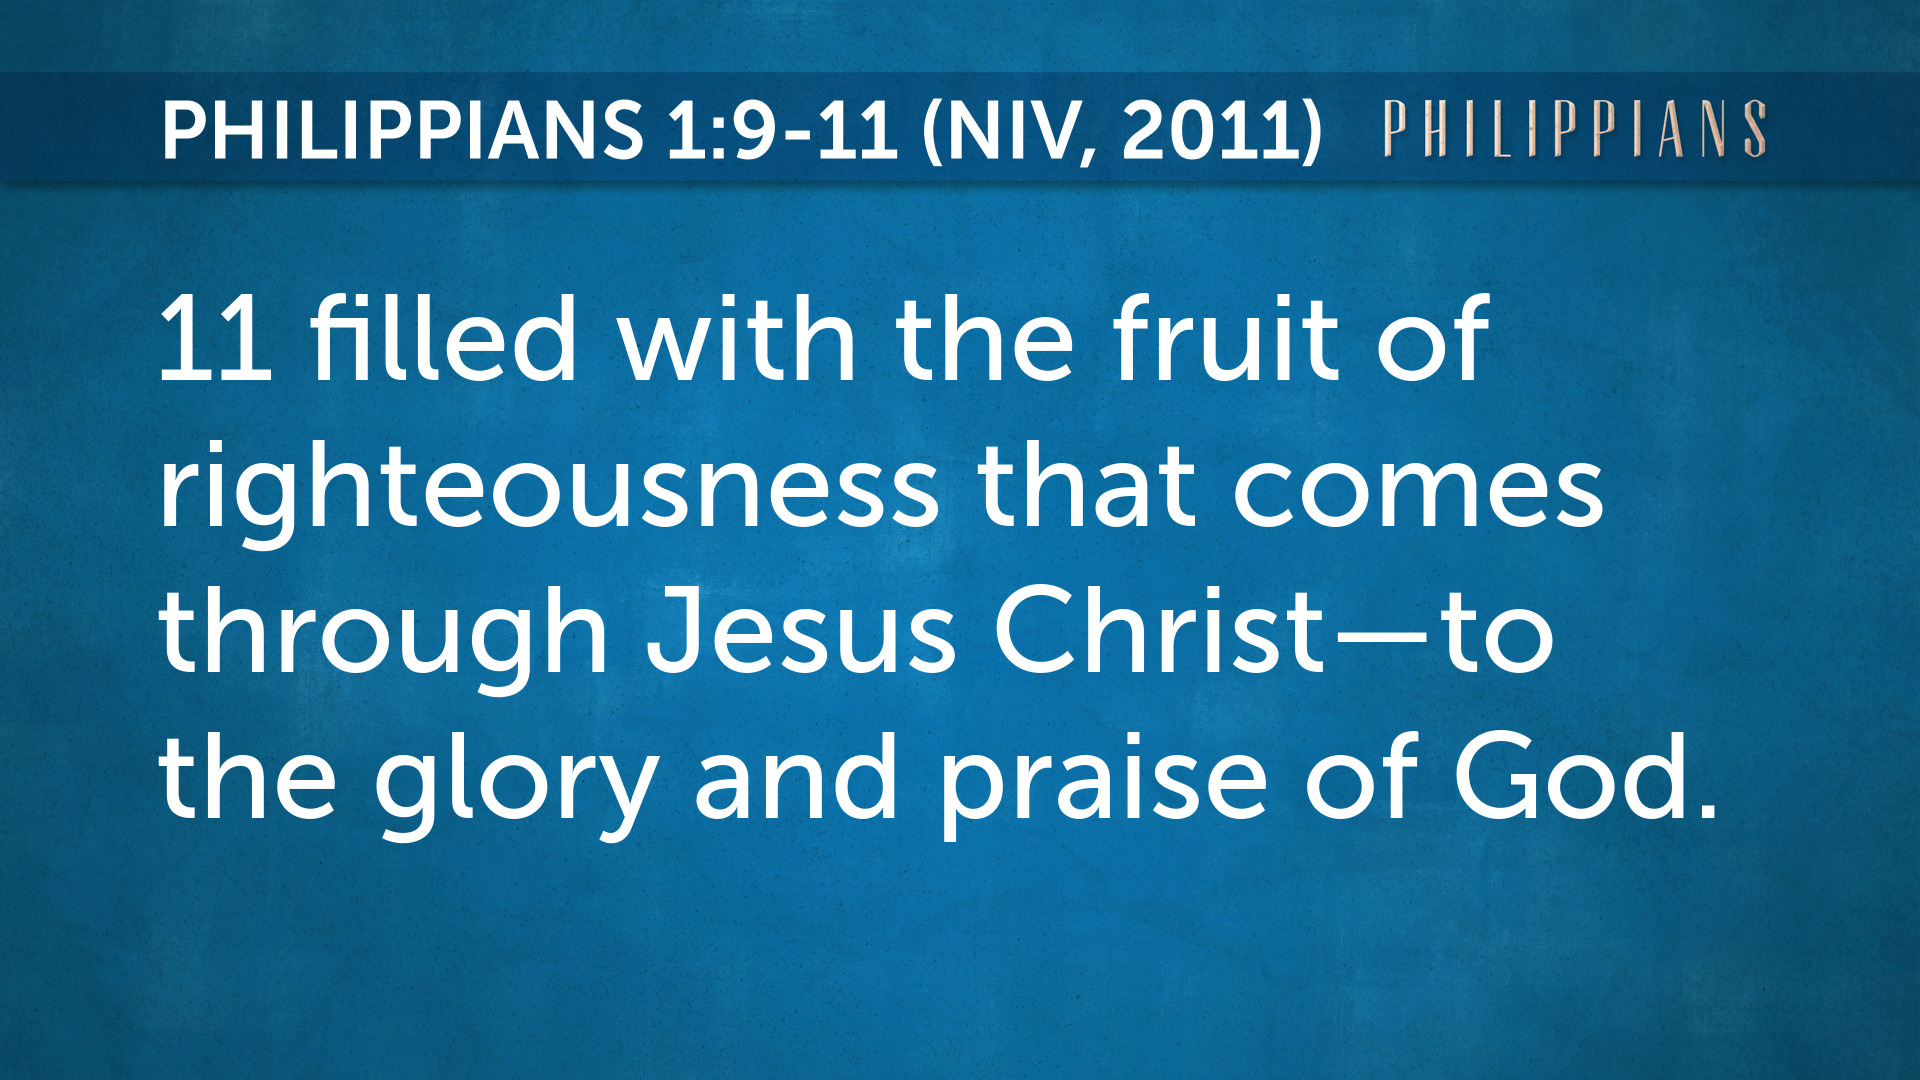 PHILIPPIANS 1:9-11 (NIV, 2011) PHILIPPIANS
11 filled with the fruit of
righteousness that comes
through Jesus Christ—to
the glory and praise of God.